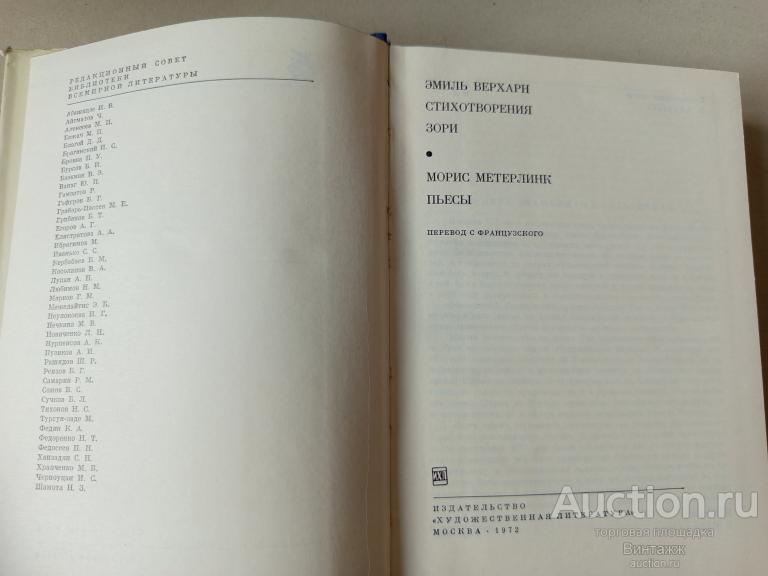 РЕДАКЦИОННЫЙ СОВЕТ
БИБЛИОТЕКИ
ВСЕМИРНОЙ ЛИТЕРАТУРЫ
Абашидзе И. В.
Айтматов Ч.
Алексеев М. П.
Бажан М. П.
Благой Д. Д.
Брагинский И. С.
Бровка П. У.
Бурсов Б. И.
Ванаг Ю. П.
Гамзатов Р.
Гафуров Б. Г.
Грабарь-Пассек М. Е.
Грибанов Б. Т.
Егоров А. Г.
Елистратова А. А.
Ибрагимов М.
Иванько С. С.
Кербабаев Б. М.
Косолапов В. А.
Лупан А. П.
Любимов Н. М.
Марков Г. М.
Межелайтис Э. Б.
Неупокоева И. Г.
Нечкина М. В.
Новиченко Л. Н.
Нурпеисов А. К.
Пузиков А. И.
Рашидов Ш. Р.
Реизов Б. Г.
Самарин Р. М.
Сомов В. С.
Сучков Б. Л.
Тихонов Н. С.
Турсун-заде М.
Федин К. А.
Федоренко Н. Т.
Федосеев П. Н.
Ханзадян С. Н.
Храпченко М. Б.
Черноуцан И. С.
Шамота Н. З.
ЭМИЛЬ ВЕРХАРН
СТИХОТВОРЕНИЯ
ЗОРИ
•
МОРИС МЕТЕРЛИНК
ПЬЕСЫ
ПЕРЕВОД С ФРАНЦУЗСКОГО
ИЗДАТЕЛЬСТВО
«ХУДОЖЕСТВЕННАЯ ЛИТЕРАТУРА»
МОСКВА · 1972
Auction.ru
торговая площадка
Винтажж
auction.ru